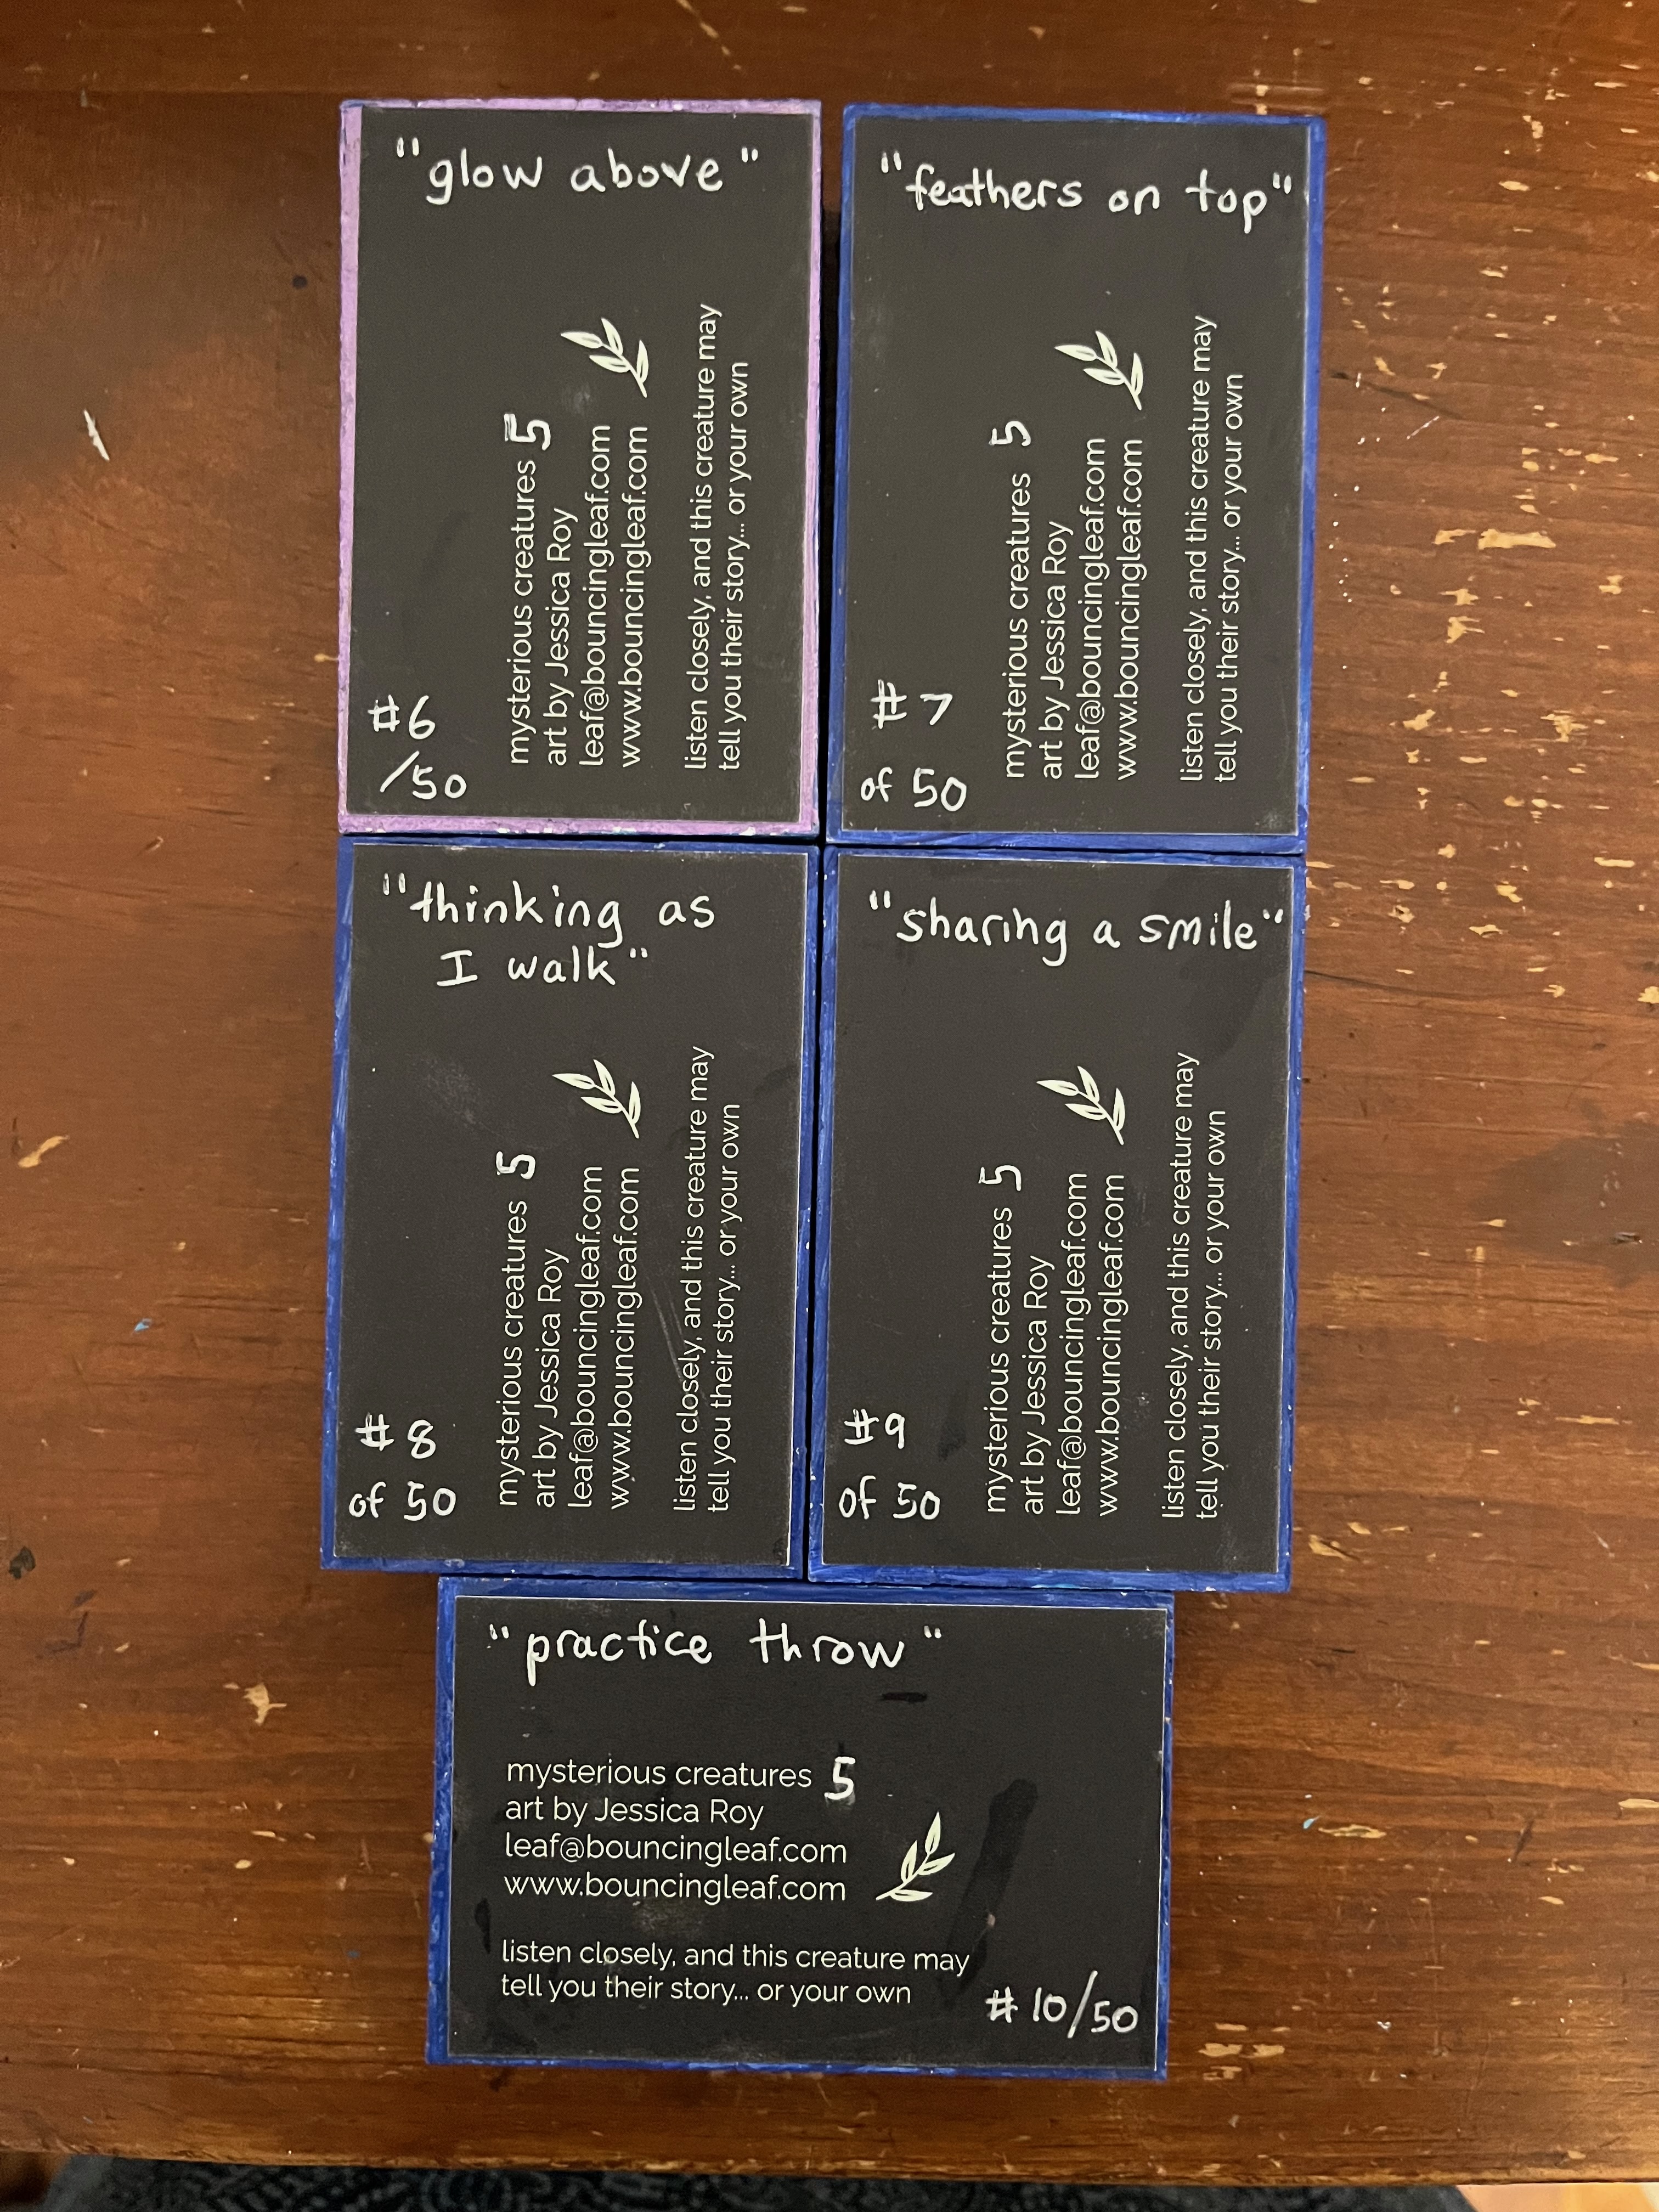 "glow above"
mysterious creatures 5
art by Jessica Roy
leaf@bouncingleaf.com
www.bouncingleaf.com
listen closely, and this creature may
tell you their story... or your own
#6
/50
"feathers on top"
mysterious creatures 5
art by Jessica Roy
leaf@bouncingleaf.com
www.bouncingleaf.com
listen closely, and this creature may
tell you their story... or your own
#7
of 50
"thinking as
I walk"
mysterious creatures 5
art by Jessica Roy
leaf@bouncingleaf.com
www.bouncingleaf.com
listen closely, and this creature may
tell you their story... or your own
#8
of 50
"sharing a smile"
mysterious creatures 5
art by Jessica Roy
leaf@bouncingleaf.com
www.bouncingleaf.com
listen closely, and this creature may
tell you their story... or your own
#9
of 50
"practice throw"
mysterious creatures 5
art by Jessica Roy
leaf@bouncingleaf.com
www.bouncingleaf.com
listen closely, and this creature may
tell you their story... or your own
#10/50